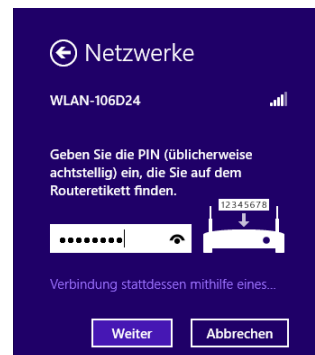 Netzwerke
WLAN-106D24
Geben Sie die PIN (üblicherweise
achtstellig) ein, die Sie auf dem
Routeretikett finden.
12345678
••••••••
Verbindung stattdessen mithilfe eines...
Weiter
Abbrechen